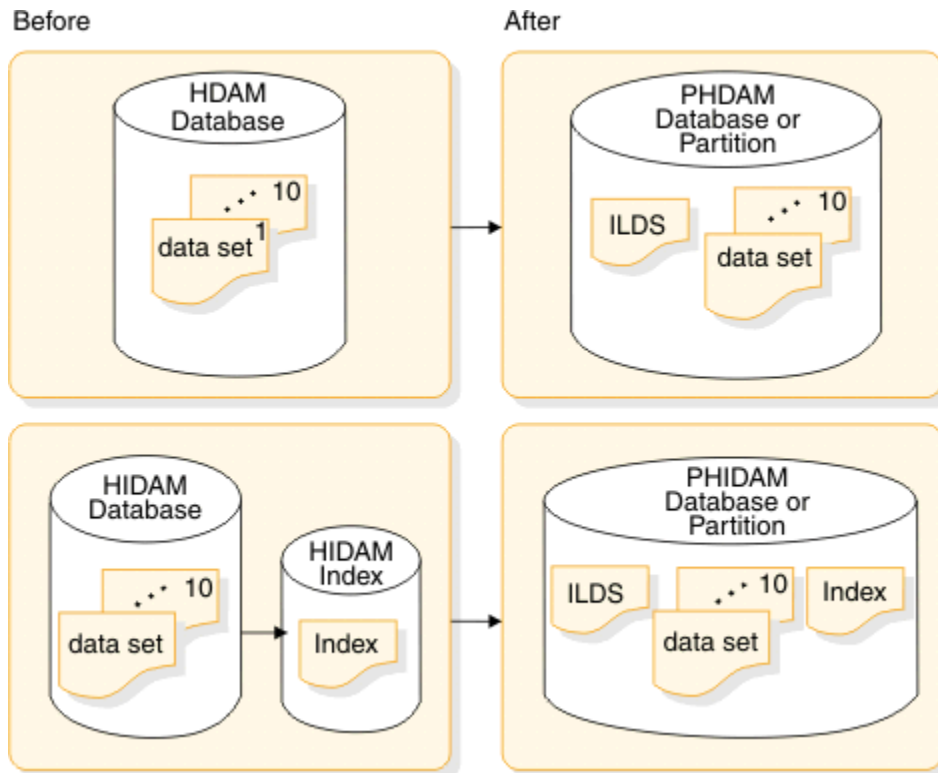 Before
After
HDAM
Database
10
1
data set
PHDAM
Database or
Partition
ILDS
10
data set
HIDAM
Database
10
data set
HIDAM
Index
Index
PHIDAM
Database or
Partition
ILDS
10
data set
Index